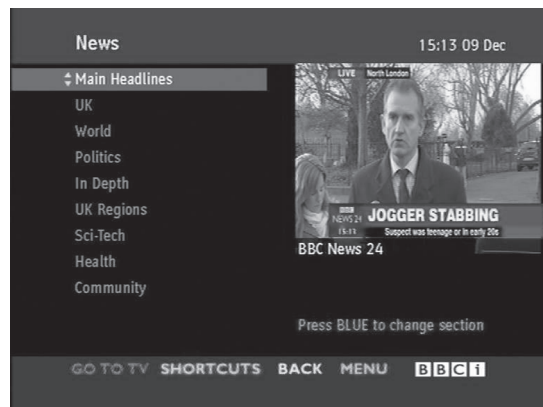 News 15:13 09 Dec
Main Headlines
UK
World
Politics
In Depth
UK Regions
Sci-Tech
Health
Community
LIVE North London
BBC
NEWS 24 JOGGER STABBING
15:13 Suspect was teenage or in early 20s
BBC News 24
Press BLUE to change section
GO TO TV SHORTCUTS BACK MENU BBCi